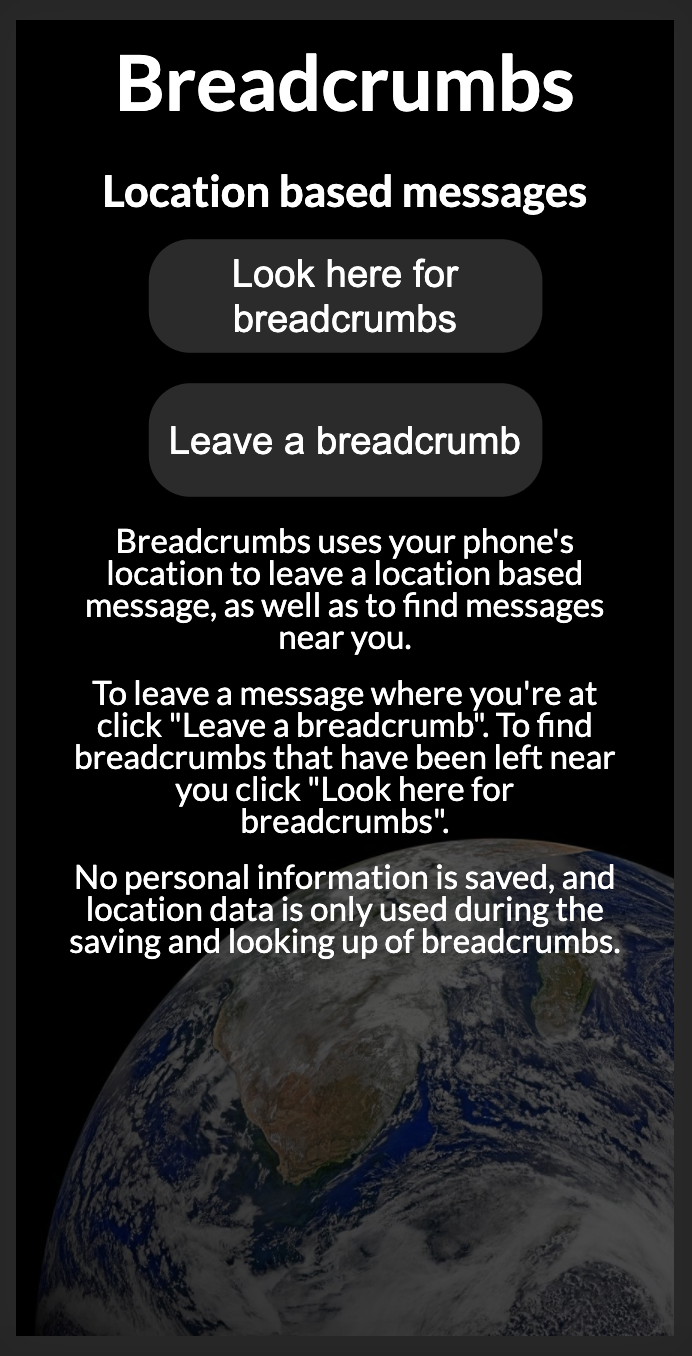 Breadcrumbs
Location based messages
Look here for
breadcrumbs
Leave a breadcrumb
Breadcrumbs uses your phone's
location to leave a location based
message, as well as to find messages
near you.
To leave a message where you're at
click "Leave a breadcrumb". To find
breadcrumbs that have been left near
you click "Look here for
breadcrumbs".
No personal information is saved, and
location data is only used during the
saving and looking up of breadcrumbs.